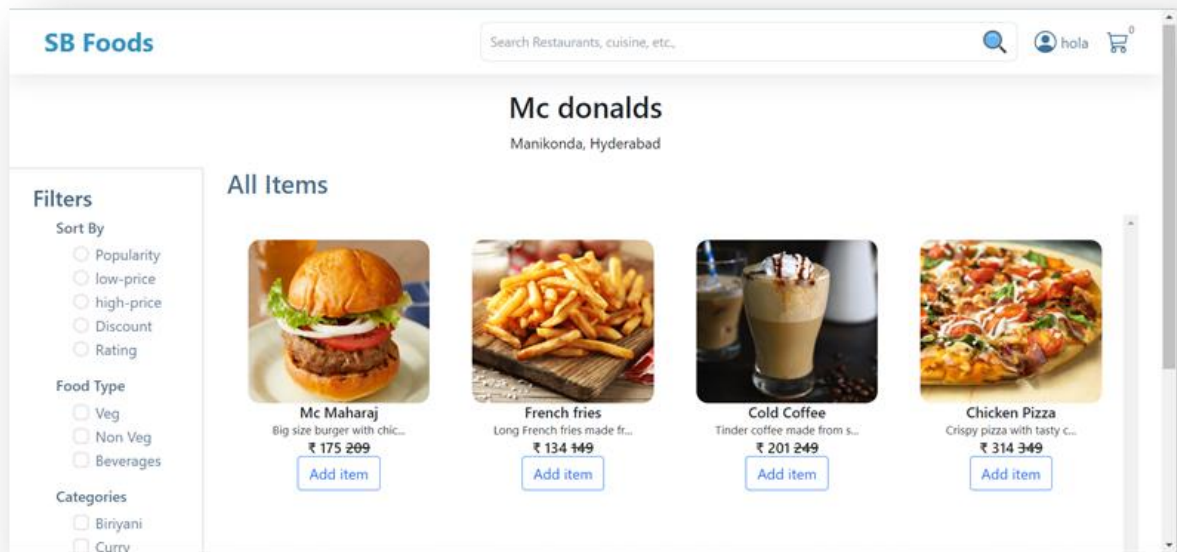 SB Foods
Search Restaurants, cuisine, etc.,
hola
0
Mc donalds
Manikonda, Hyderabad
Filters
Sort By
Popularity
low-price
high-price
Discount
Rating
Food Type
Veg
Non Veg
Beverages
Categories
Biriyani
Curry
All Items
Mc Maharaj
Big size burger with chic...
₹ 175 209
Add item
French fries
Long French fries made fr...
₹ 134 149
Add item
Cold Coffee
Tinder coffee made from s...
₹ 201 249
Add item
Chicken Pizza
Crispy pizza with tasty c...
₹ 314 349
Add item